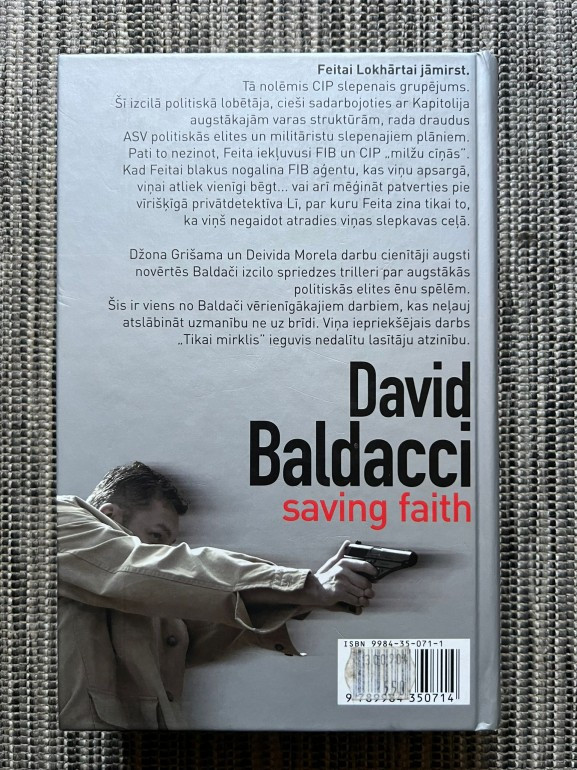 Feitai Lokhārtai jāmirst.
Tā nolēmis CIP slepenais grupējums.
Šī izcilā politiskā lobētāja, cieši sadarbojoties ar Kapitolija
augstākajām varas struktūrām, rada draudus
ASV politiskās elites un militāristu slepenajiem plāniem.
Pati to nezinot, Feita iekļuvusi FIB un CIP „milžu cīņās”.
Kad Feitai blakus nogalina FIB aģentu, kas viņu apsargā,
viņai atliek vienīgi bēgt... vai arī mēģināt patverties pie
vīrišķīgā privātdetektīva Lī, par kuru Feita zina tikai to,
ka viņš negaidot atradies viņas slepkavas ceļā.
Džona Grišama un Deivida Morela darbu cienītāji augsti
novērtēs Baldači izcilo spriedzes trilleri par augstākās
politiskās elites ēnu spēlēm.
Šis ir viens no Baldači vērienīgākajiem darbiem, kas neļauj
atslābināt uzmanību ne uz brīdi. Viņa iepriekšējais darbs
„Tikai mirklis” ieguvis nedalītu lasītāju atzinību.
David
Baldacci
saving faith
ISBN 9984-35-071-1
9 789984 350714